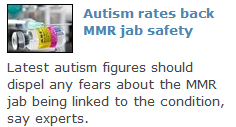 Autism rates back
MMR jab safety
Latest autism figures should
dispel any fears about the MMR
jab being linked to the condition,
say experts.